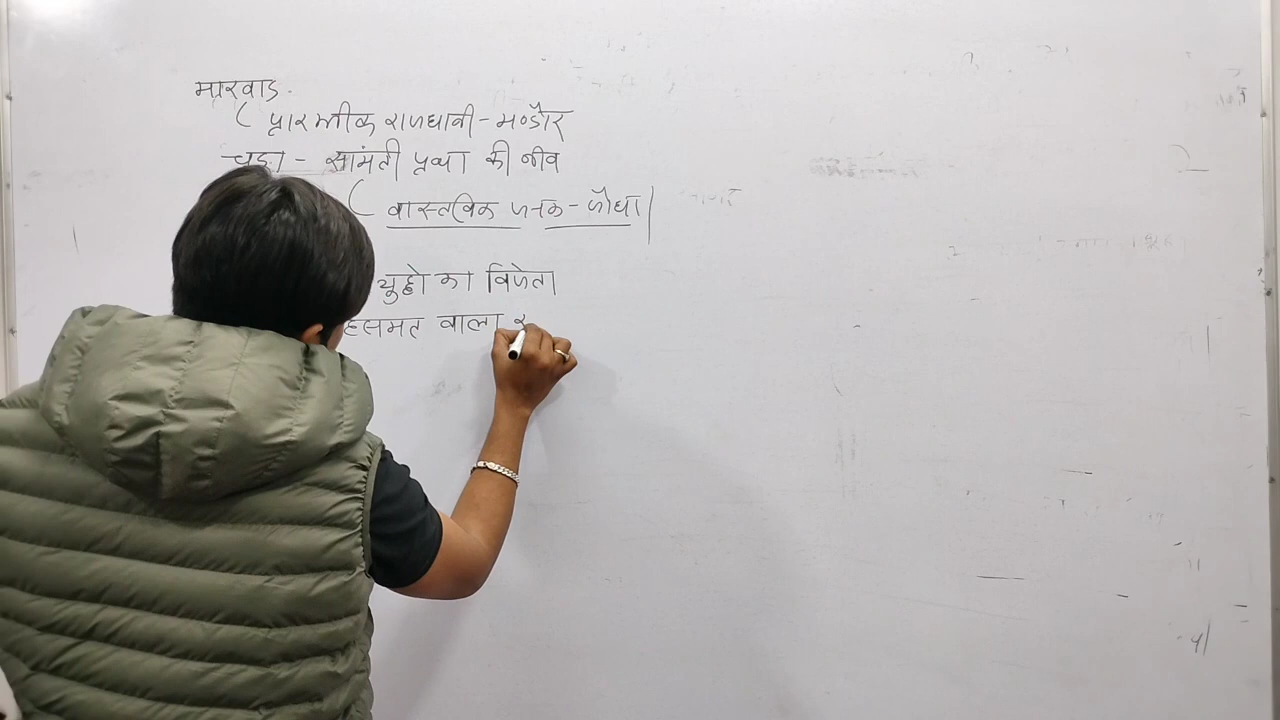 मारवाड़.
( प्रारम्भीक राजधानी - मण्डौर
चूड़ा - सांमंती प्रथा की नीव
( वास्तविक जनक - जौधा |
युद्धो का विजेता
हसमत वाला